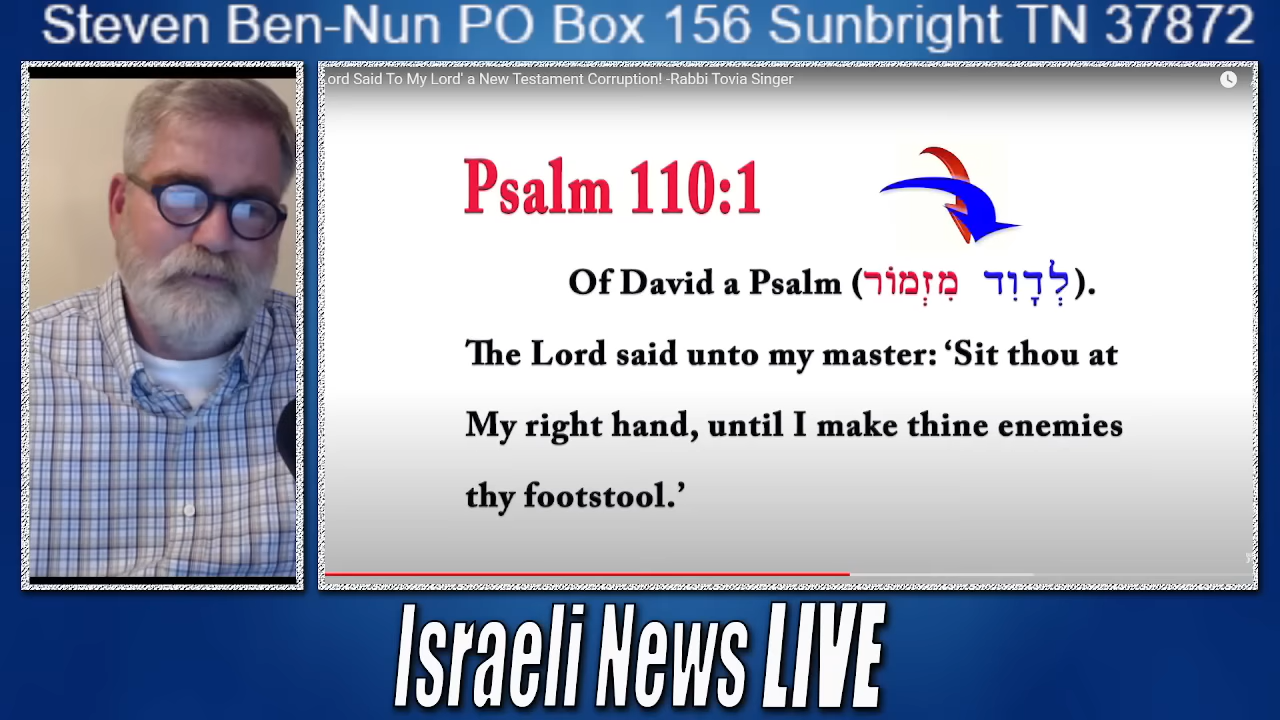 Steven Ben-Nun PO Box 156 Sunbright TN 37872
ord Said To My Lord' a New Testament Corruption! -Rabbi Tovia Singer
Psalm 110:1
Of David a Psalm (לְדָוִד מִזְמוֹר).
The Lord said unto my master: ‘Sit thou at
My right hand, until I make thine enemies
thy footstool.’
Israeli News LIVE